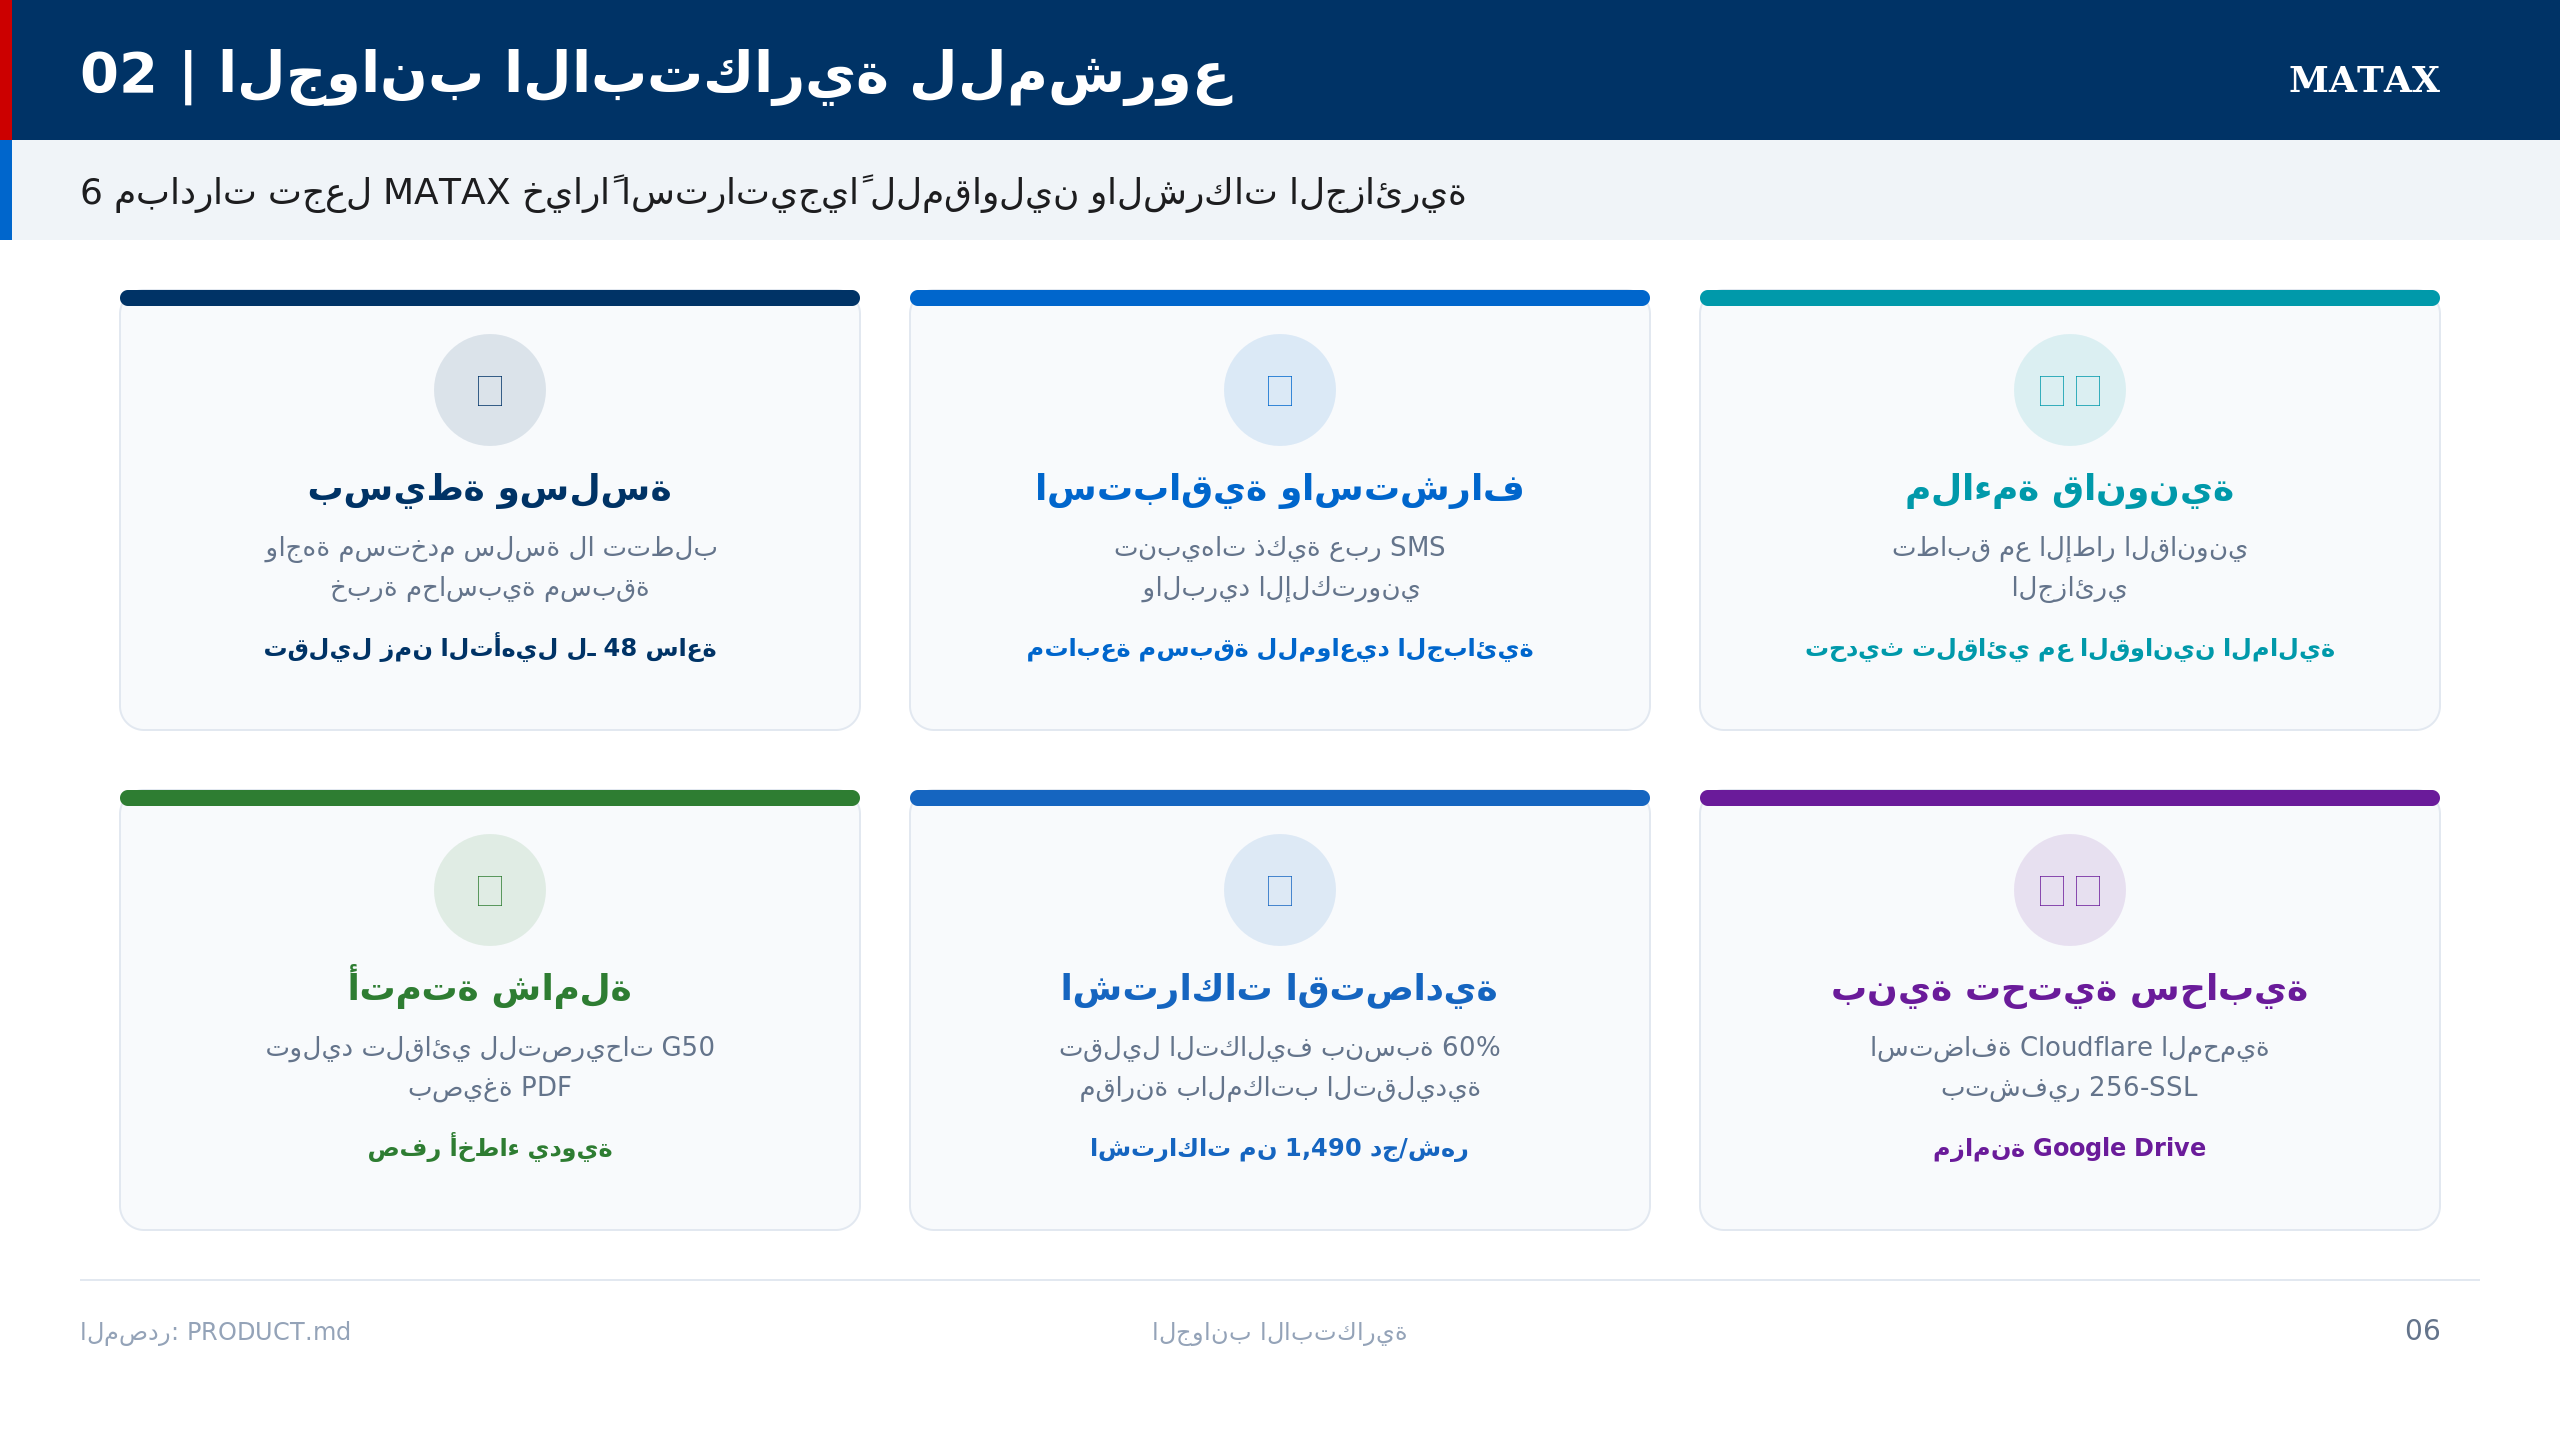 02 | الجوانب الابتكارية للمشروع
MATAX
6 مبادرات تجعل MATAX خياراً استراتيجياً للمقاولين والشركات الجزائرية
بسيطة وسلسة
واجهة مستخدم سلسة لا تتطلب
خبرة محاسبية مسبقة
تقليل زمن التأهيل لـ 48 ساعة
استباقية واستشراف
تنبيهات ذكية عبر SMS
والبريد الإلكتروني
متابعة مسبقة للمواعيد الجبائية
ملاءمة قانونية
تطابق مع الإطار القانوني
الجزائري
تحديث تلقائي مع القوانين المالية
أتمتة شاملة
توليد تلقائي للتصريحات G50
بصيغة PDF
صفر أخطاء يدوية
اشتراكات اقتصادية
تقليل التكاليف بنسبة 60%
مقارنة بالمكاتب التقليدية
اشتراكات من 1,490 دج/شهر
بنية تحتية سحابية
استضافة Cloudflare المحمية
بتشفير 256-SSL
مزامنة Google Drive
المصدر: PRODUCT.md
الجوانب الابتكارية
06